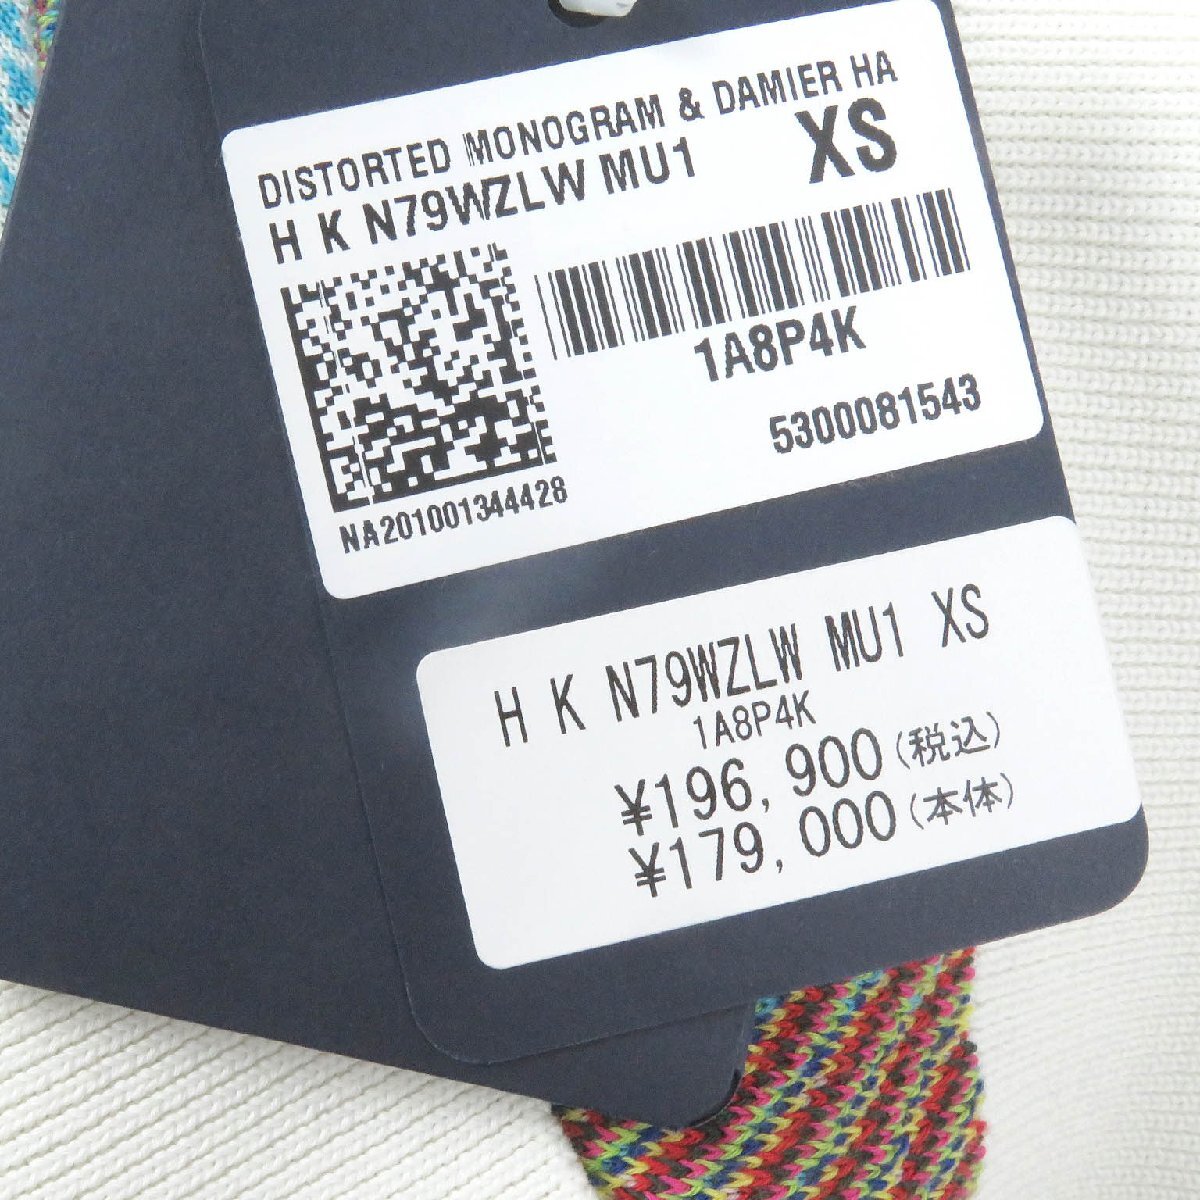 DISTORTED MONOGRAM & DAMIER HA
H K N79WZLW MU1 XS
1A8P4K
5300081543
NA201001344428
H K N79WZLW MU1 XS
1A8P4K
¥196,900(税込)
¥179,000(本体)